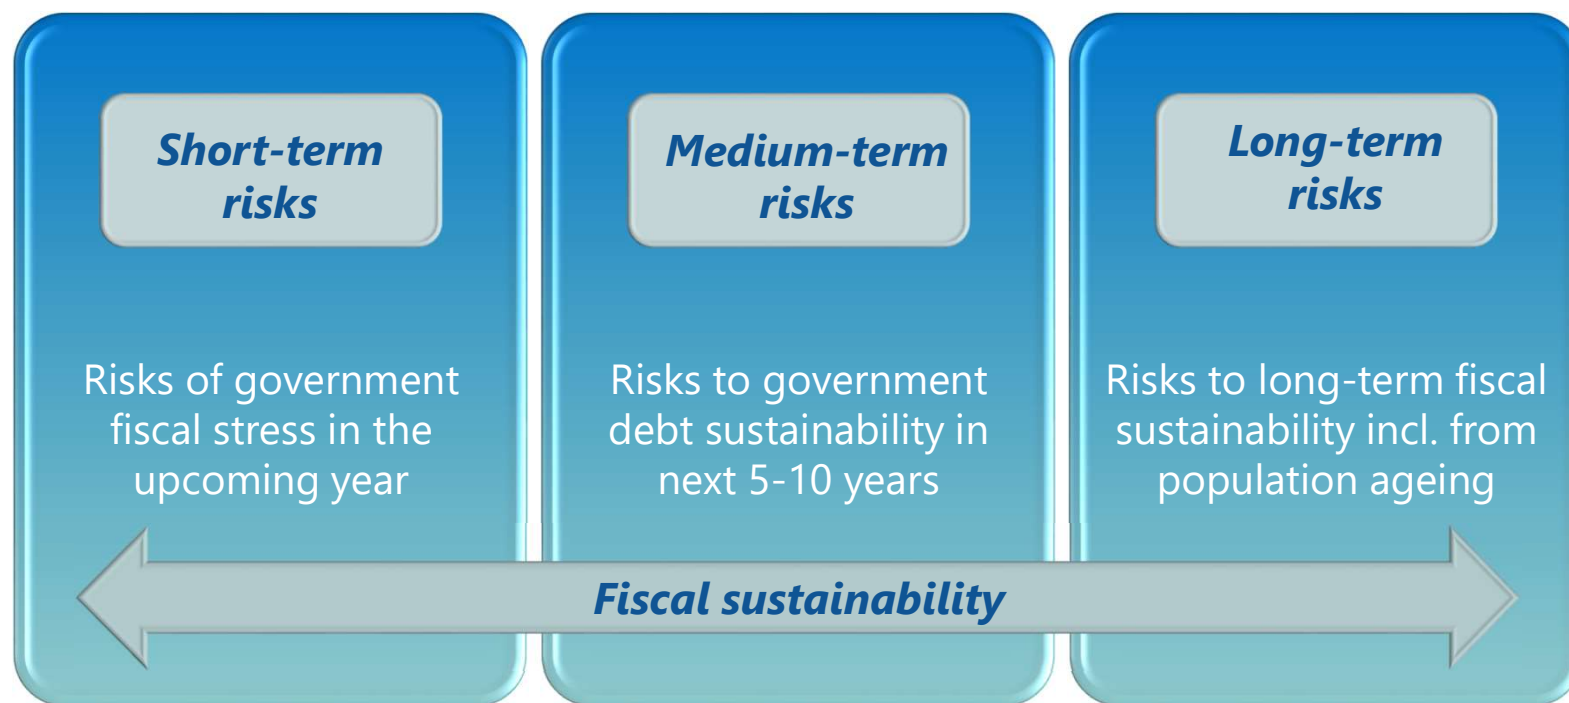 Short-term
risks
Risks of government
fiscal stress in the
upcoming year
Medium-term
risks
Risks to government
debt sustainability in
next 5-10 years
Long-term
risks
Risks to long-term fiscal
sustainability incl. from
population ageing
Fiscal sustainability